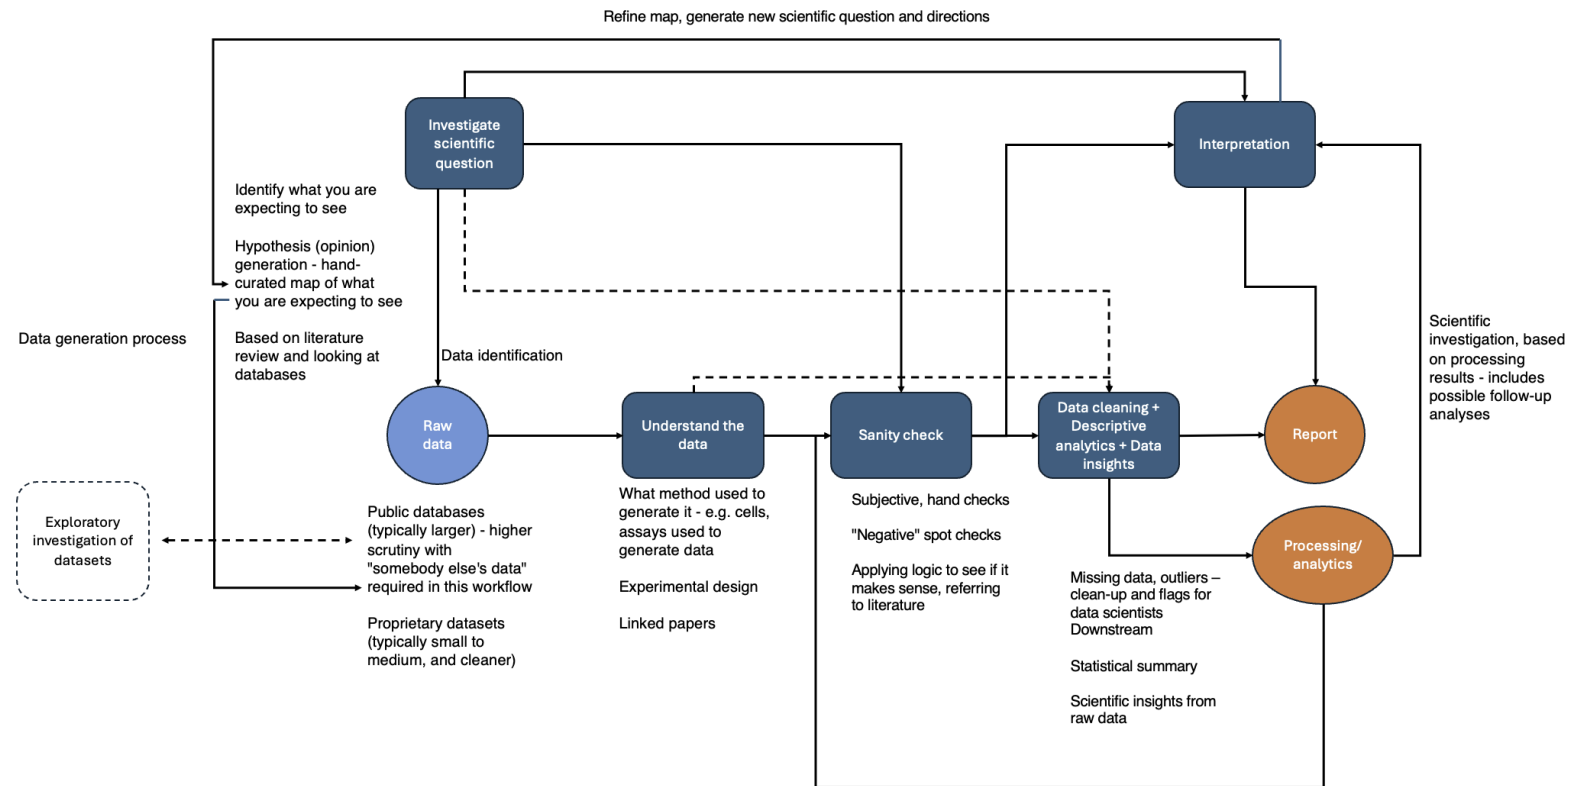 Refine map, generate new scientific question and directions
Investigate
scientific
question
Interpretation
Identify what you are
expecting to see
Hypothesis (opinion)
generation - hand-
curated map of what
you are expecting to see
Based on literature
review and looking at
databases
Data generation process
Data identification
Scientific
investigation, based
on processing
results - includes
possible follow-up
analyses
Raw
data
Understand the
data
Sanity check
Data cleaning +
Descriptive
analytics + Data
insights
Report
Exploratory
investigation of
datasets
Public databases
(typically larger) - higher
scrutiny with
"somebody else's data"
required in this workflow
Proprietary datasets
(typically small to
medium, and cleaner)
What method used to
generate it - e.g. cells,
assays used to
generate data
Experimental design
Linked papers
Subjective, hand checks
"Negative" spot checks
Applying logic to see if it
makes sense, referring
to literature
Processing/
analytics
Missing data, outliers –
clean-up and flags for
data scientists
Downstream
Statistical summary
Scientific insights from
raw data